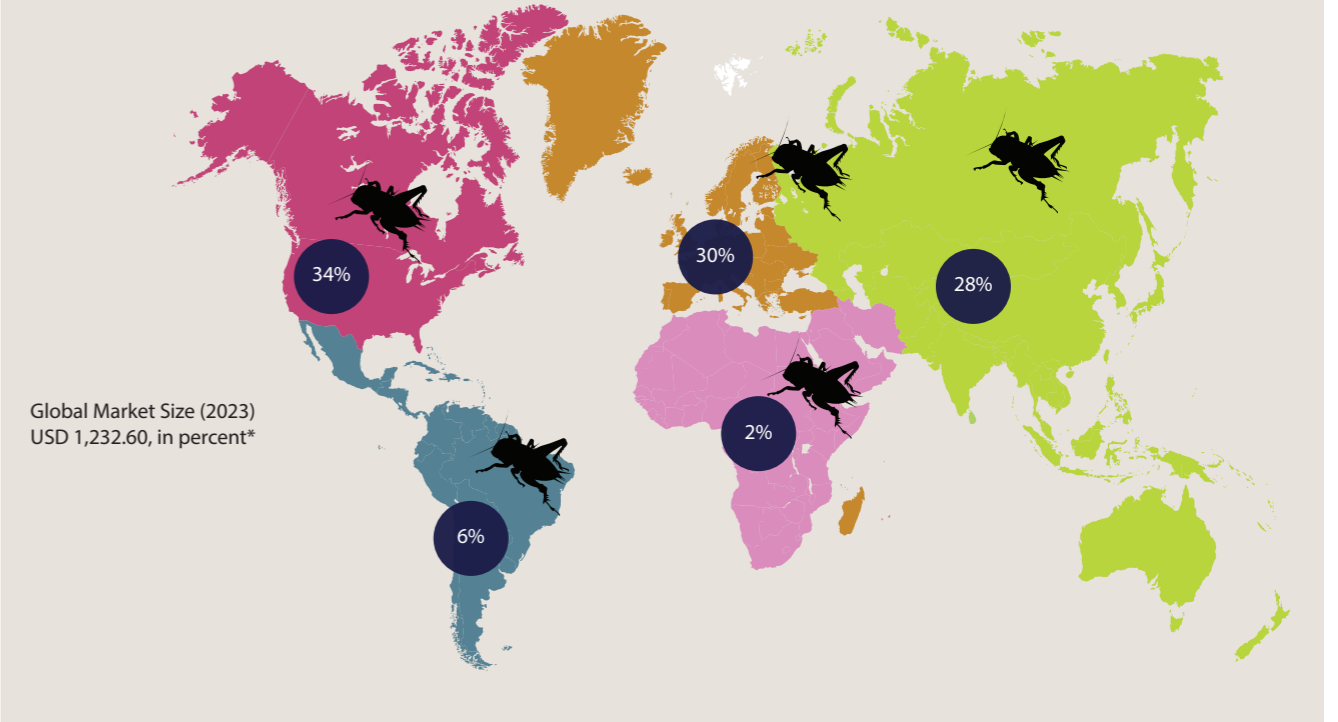 34%
30%
28%
2%
Global Market Size (2023)
USD 1,232.60, in percent*
6%